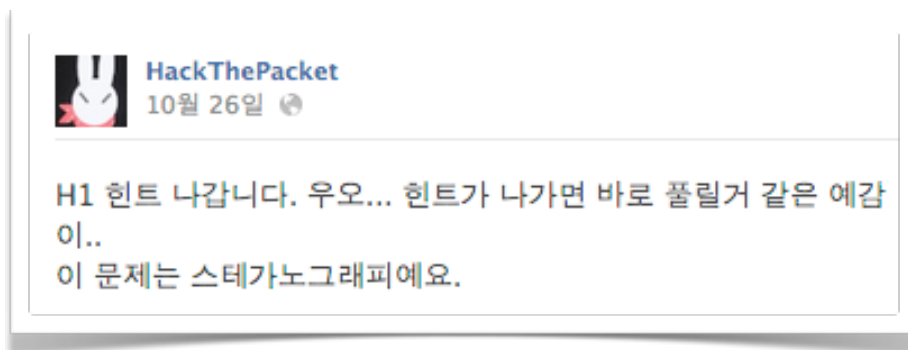 HackThePacket
10월 26일
H1 힌트 나갑니다. 우오... 힌트가 나가면 바로 풀릴거 같은 예감
이..
이 문제는 스테가노그래피예요.